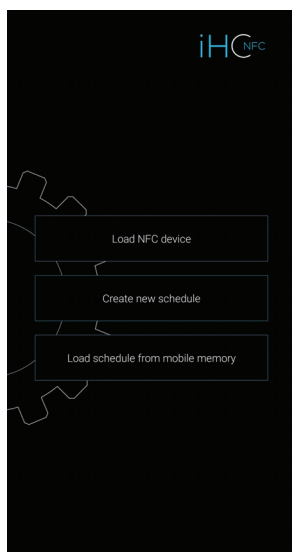 iHC NFC
Load NFC device
Create new schedule
Load schedule from mobile memory